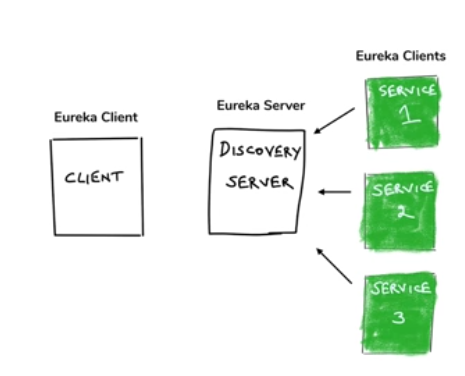 Eureka Clients
SERVICE
1
Eureka Server
Eureka Client
DISCOVERY
SERVER
CLIENT
SERVICE
2
SERVICE
3